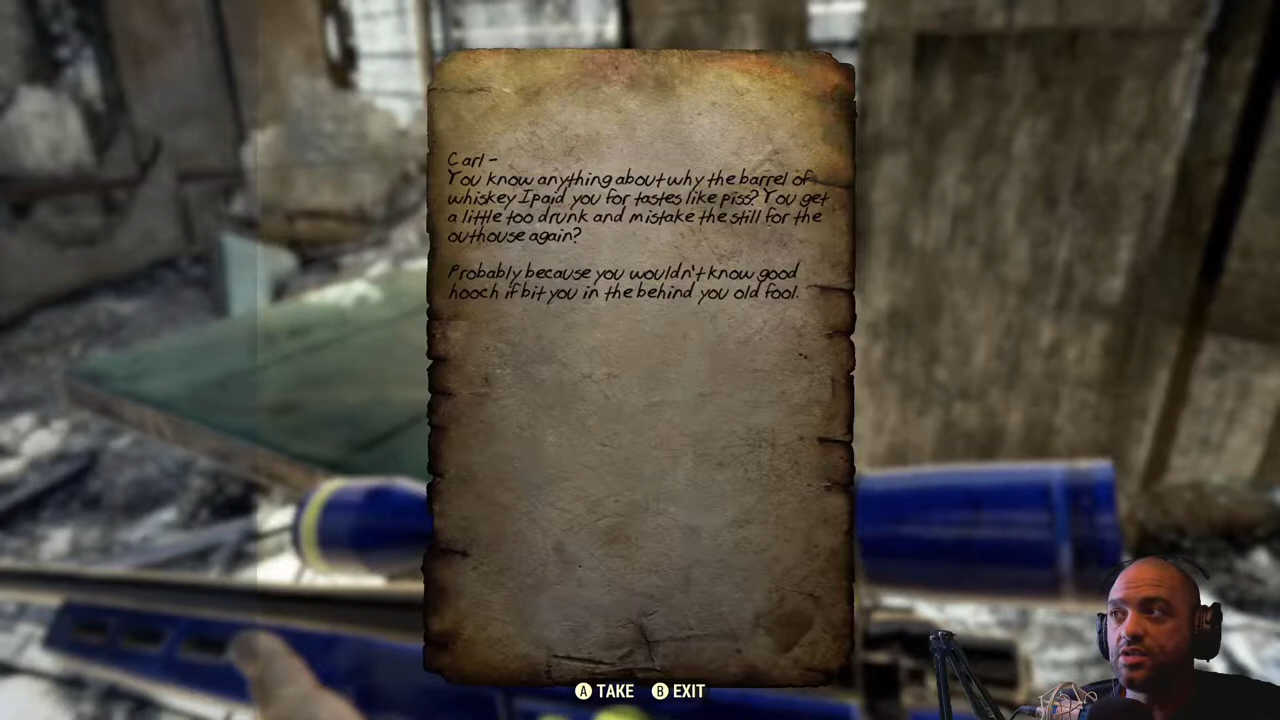 Carl -
You know anything about why the barrel of
whiskey I paid you for tastes like piss? You get
a little too drunk and mistake the still for the
outhouse again?
Probably because you wouldn't know good
hooch if bit you in the behind you old fool.
A TAKE B EXIT